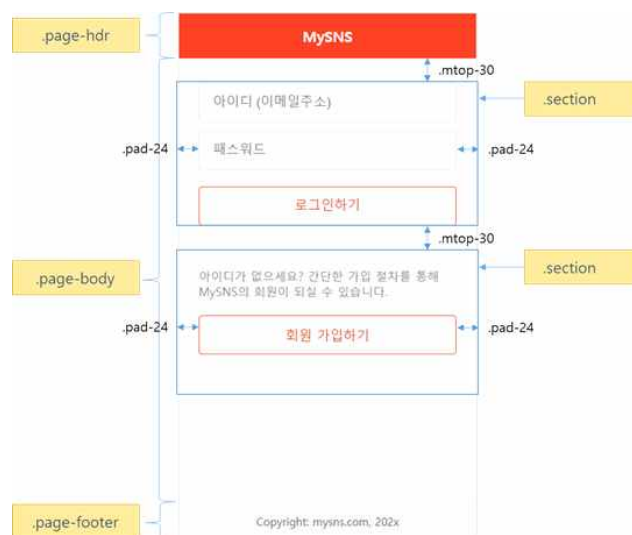 .page-hdr
MySNS
.mtop-30
아이디 (이메일주소)
.section
.pad-24
패스워드
.pad-24
로그인하기
.mtop-30
.page-body
아이디가 없으세요? 간단한 가입 절차를 통해
MySNS의 회원이 되실 수 있습니다.
.section
.pad-24
회원 가입하기
.pad-24
.page-footer
Copyright: mysns.com, 202x